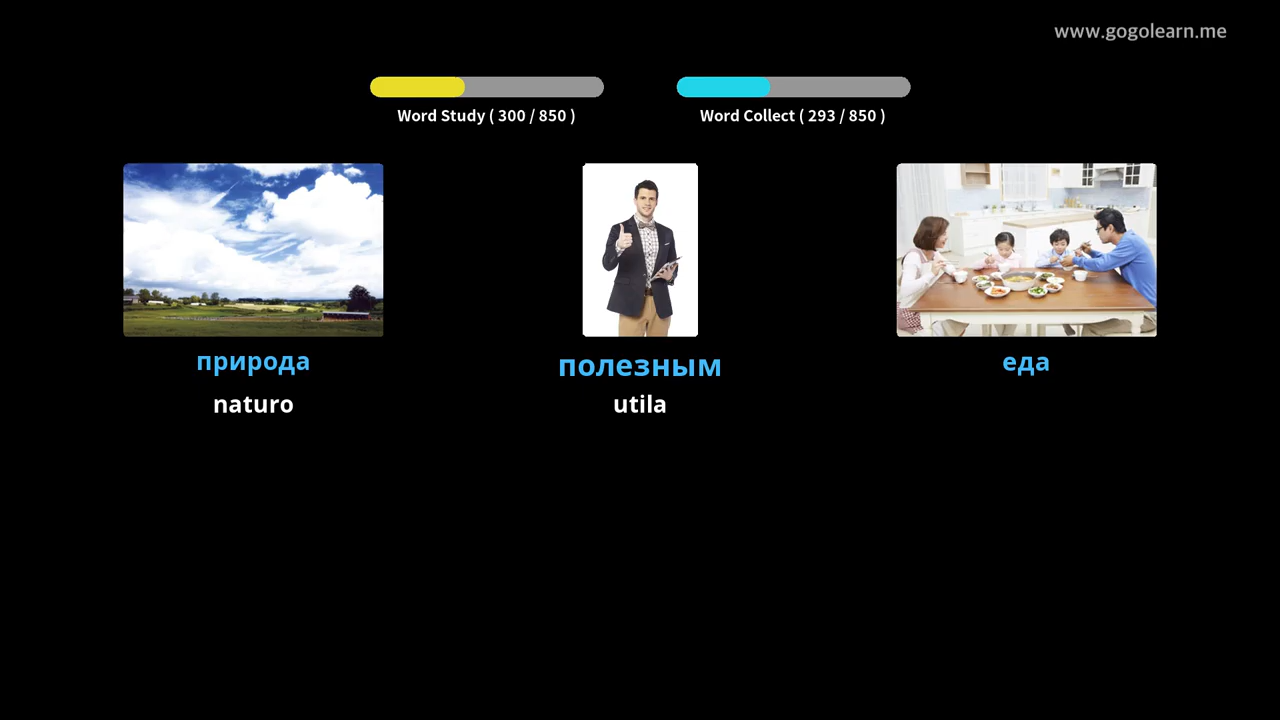 www.gogolearn.me
Word Study ( 300 / 850 )
Word Collect ( 293 / 850 )
природа
полезным
еда
naturo
utila